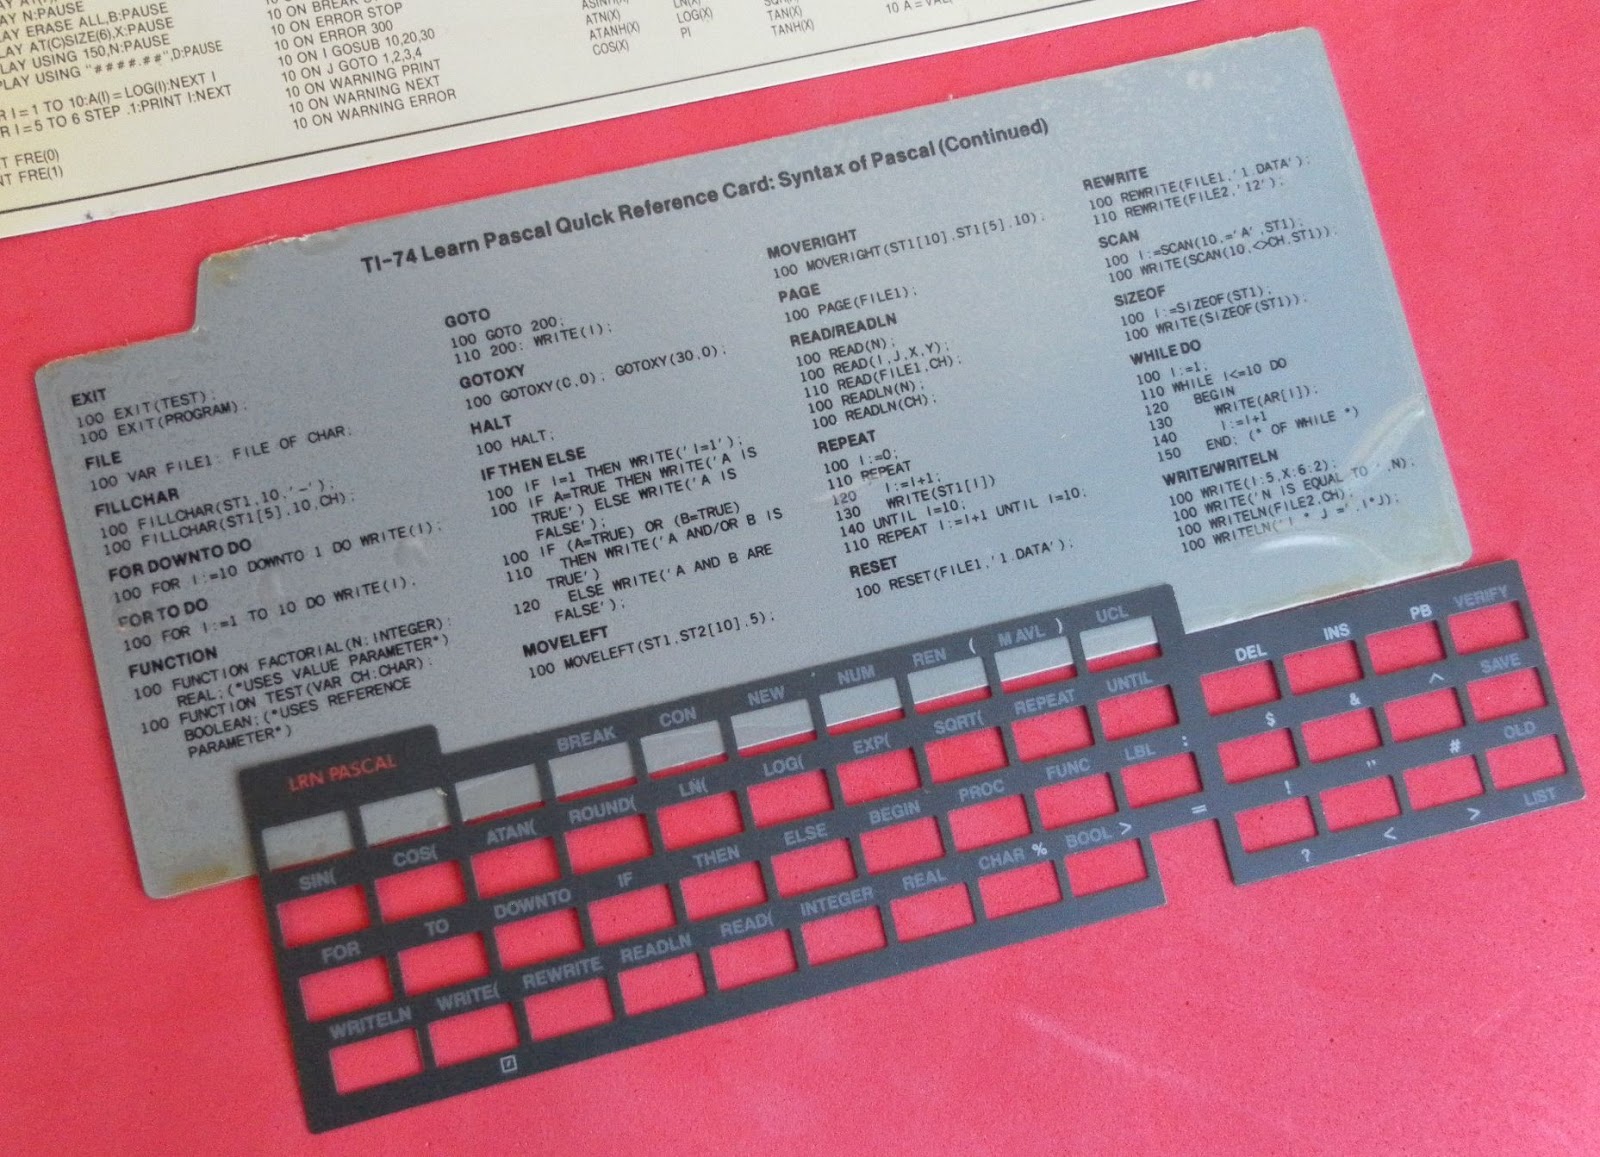 N:PAUSE
ERASE ALL,B:PAUSE
AT(C)SIZE(6),X:PAUSE
USING 150,N:PAUSE
USING "####.##",D:PAUSE
I=1 TO 10:A(I)=LOG(I):NEXT I
I=5 TO 6 STEP .1:PRINT I:NEXT
FRE(0)
FRE(1)
10 ON ERROR STOP
10 ON ERROR 300
10 ON I GOSUB 10,20,30
10 ON J GOTO 1,2,3,4
10 ON WARNING PRINT
10 ON WARNING NEXT
10 ON WARNING ERROR
ATN(X)
ATANH(X)
COS(X)
LOG(X)
PI
TAN(X)
TANH(X)
TI-74 Learn Pascal Quick Reference Card: Syntax of Pascal (Continued)
EXIT
100 EXIT(TEST);
100 EXIT(PROGRAM);
FILE
100 VAR FILE1: FILE OF CHAR;
FILLCHAR
100 FILLCHAR(ST1,10,'-');
100 FILLCHAR(ST1[5],10,CH);
FOR DOWNTO DO
100 FOR I:=10 DOWNTO 1 DO WRITE(I);
FOR TO DO
100 FOR I:=1 TO 10 DO WRITE(I);
FUNCTION
100 FUNCTION FACTORIAL(N:INTEGER):
REAL;(*USES VALUE PARAMETER*)
100 FUNCTION TEST(VAR CH:CHAR):
BOOLEAN;(*USES REFERENCE
PARAMETER*)
GOTO
100 GOTO 200;
110 200: WRITE(I);
GOTOXY
100 GOTOXY(C,0); GOTOXY(30,0);
HALT
100 HALT;
IF THEN ELSE
100 IF I=1 THEN WRITE('I=1');
100 IF A=TRUE THEN WRITE('A IS
TRUE') ELSE WRITE('A IS
FALSE');
100 IF (A=TRUE) OR (B=TRUE)
110 THEN WRITE('A AND/OR B IS
TRUE')
120 ELSE WRITE('A AND B ARE
FALSE');
MOVELEFT
100 MOVELEFT(ST1,ST2[10],5);
MOVERIGHT
100 MOVERIGHT(ST1[10],ST1[5],10);
PAGE
100 PAGE(FILE1);
READ/READLN
100 READ(N);
100 READ(I,J,X,Y);
110 READ(FILE1,CH);
100 READLN(N);
100 READLN(CH);
REPEAT
100 I:=0;
110 REPEAT
120 I:=I+1;
130 WRITE(ST1[I])
140 UNTIL I=10;
110 REPEAT I:=I+1 UNTIL I=10;
RESET
100 RESET(FILE1,'1.DATA');
REWRITE
100 REWRITE(FILE1,'1.DATA');
110 REWRITE(FILE2,'12');
SCAN
100 I:=SCAN(10,='A',ST1);
100 WRITE(SCAN(10,<>CH,ST1));
SIZEOF
100 I:=SIZEOF(ST1);
100 WRITE(SIZEOF(ST1));
WHILE DO
100 I:=1;
110 WHILE I<=10 DO
120 BEGIN
130 WRITE(AR[I]);
140 I:=I+1
150 END; (* OF WHILE *)
WRITE/WRITELN
100 WRITE(I:5,X:6:2);
100 WRITE('N IS EQUAL TO ',N);
100 WRITELN(FILE2,CH);
100 WRITELN('I * J =',I*J);
LRN PASCAL
BREAK CON NEW NUM REN ( M AVL ) UCL
SIN( COS( ATAN( ROUND( LN( LOG( EXP( SQRT( REPEAT UNTIL
FOR TO DOWNTO IF THEN ELSE BEGIN PROC FUNC LBL :
WRITELN WRITE( REWRITE READLN READ( INTEGER REAL CHAR % BOOL > =
DEL INS PB VERIFY
$ & ^ SAVE
! " # OLD
? < > LIST